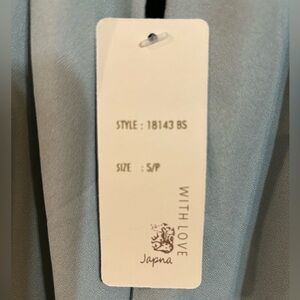 STYLE : 18143 BS
SIZE : S/P
WITH LOVE
Japna